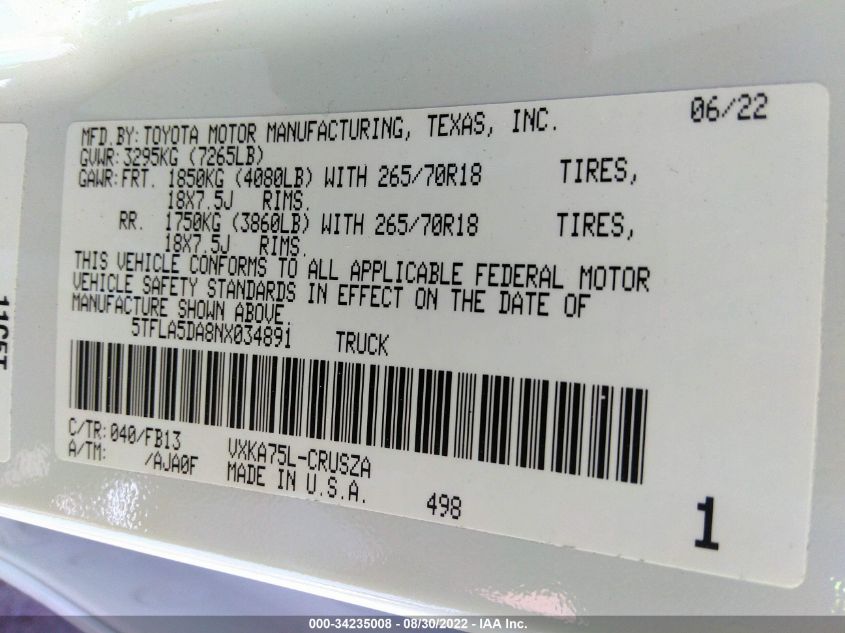 06/22
MFD.BY:TOYOTA MOTOR MANUFACTURING, TEXAS, INC.
GVWR:3295KG (7265LB)
GAWR:FRT. 1850KG (4080LB) WITH 265/70R18 TIRES,
18X7.5J RIMS.
RR. 1750KG (3860LB) WITH 265/70R18 TIRES,
18X7.5J RIMS.
THIS VEHICLE CONFORMS TO ALL APPLICABLE FEDERAL MOTOR
VEHICLE SAFETY STANDARDS IN EFFECT ON THE DATE OF
MANUFACTURE SHOWN ABOVE.
5TFLA5DA8NX034891 TRUCK
C/TR:040/FB13 VXKA75L-CRUSZA
A/TM: /AJA0F MADE IN U.S.A. 498
1
000-34235008 - 08/30/2022 - IAA Inc.